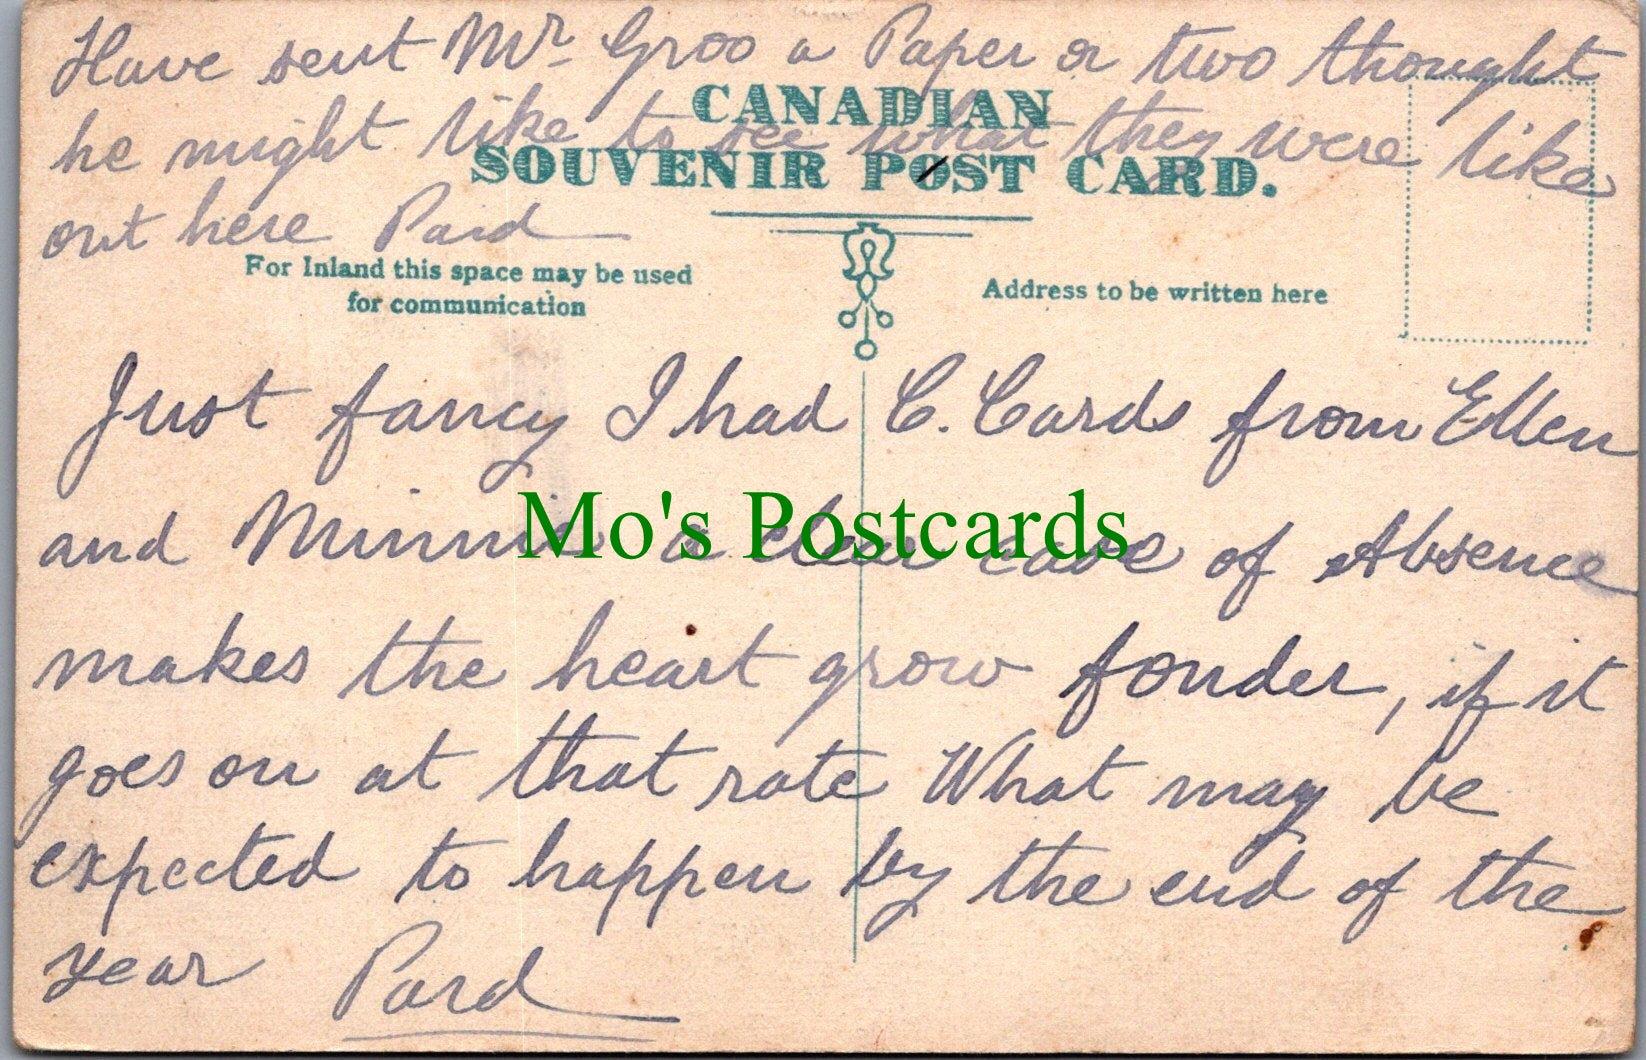 Have sent Mr. Groo a Paper or two thought
CANADIAN
he might like to see what they were like
SOUVENIR POST CARD.
out here Pard
For Inland this space may be used
for communication
Address to be written here
Just fancy I had C. Cards from Ellen
Mo's Postcards
and Minnie a clear case of Absence
makes the heart grow fonder, if it
goes on at that rate What may be
expected to happen by the end of the
year Pard